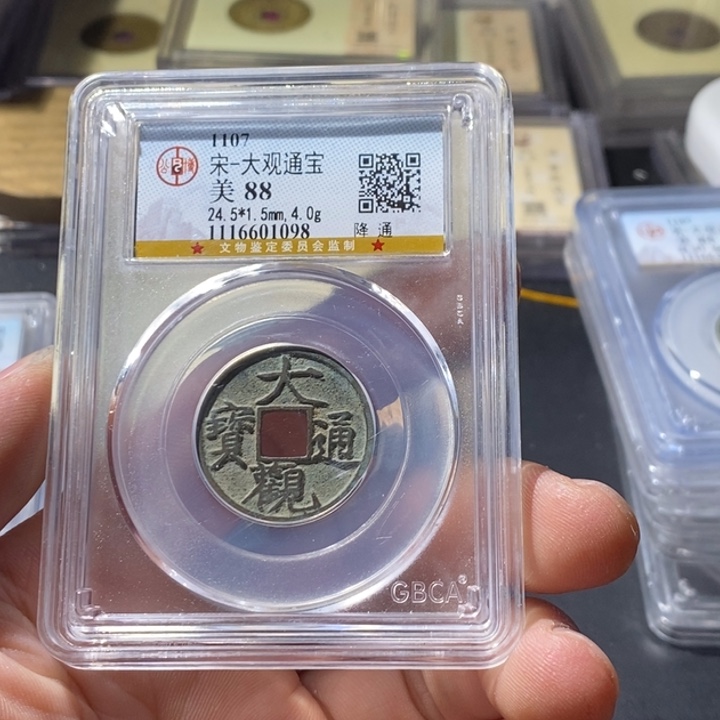 1107
宋-大观通宝
美 88
24.5*1.5mm,4.0g
1116601098
降 通
★ 文物鉴定委员会监制 ★
大
寶 通
觀
GBCA®